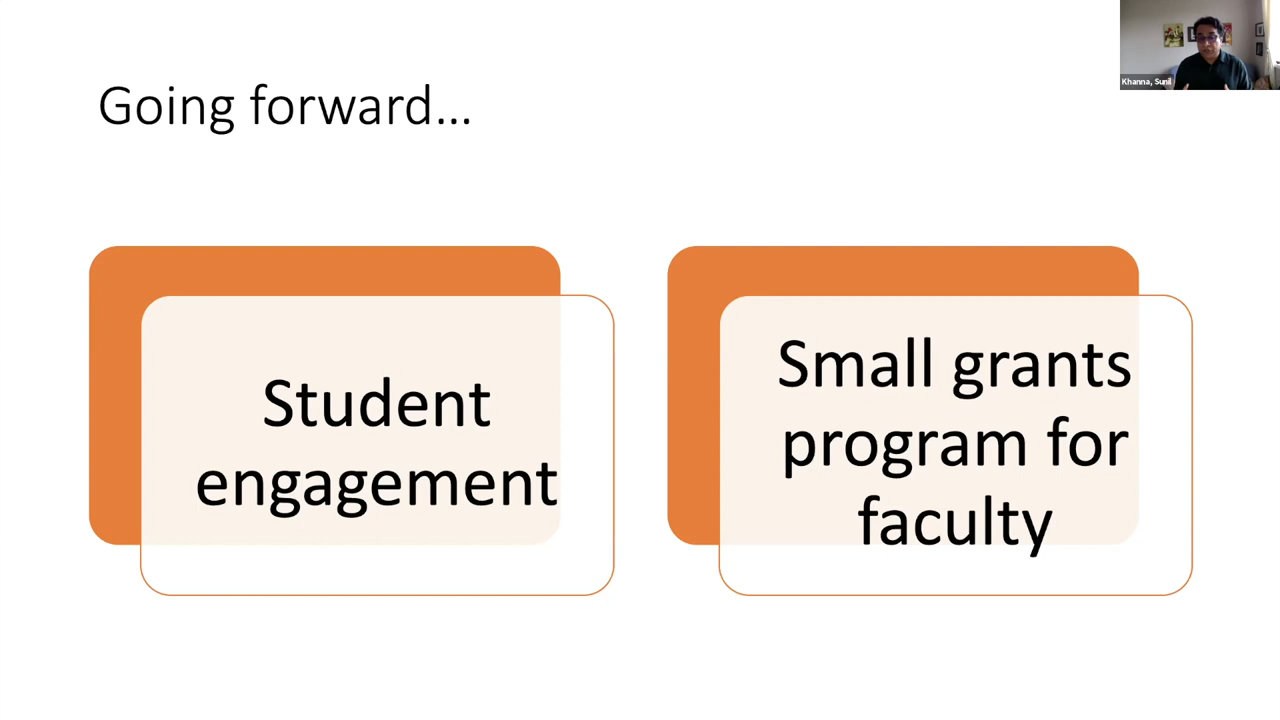 Khanna, Sunil
Going forward...
Student
engagement
Small grants
program for
faculty